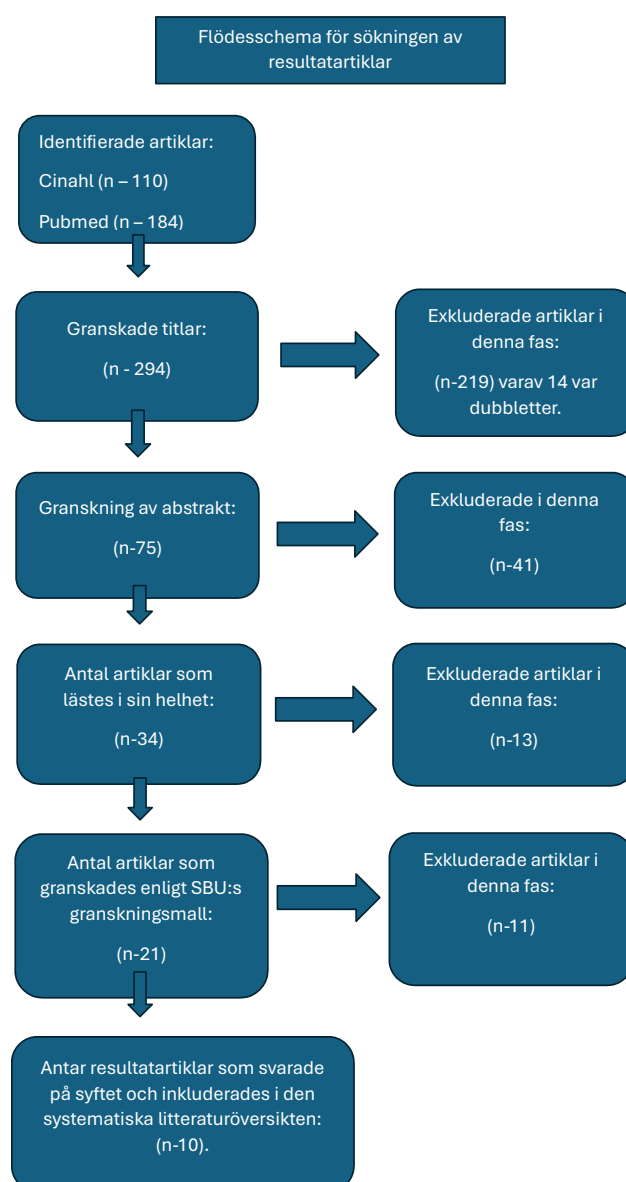 Flödesschema för sökningen av
resultatartiklar
Identifierade artiklar:
Cinahl (n – 110)
Pubmed (n – 184)
Granskade titlar:
(n - 294)
Exkluderade artiklar i
denna fas:
(n-219) varav 14 var
dubbletter.
Granskning av abstrakt:
(n-75)
Exkluderade i denna
fas:
(n-41)
Antal artiklar som
lästes i sin helhet:
(n-34)
Exkluderade artiklar i
denna fas:
(n-13)
Antal artiklar som
granskades enligt SBU:s
granskningsmall:
(n-21)
Exkluderade artiklar i
denna fas:
(n-11)
Antar resultatartiklar som svarade
på syftet och inkluderades i den
systematiska litteraturöversikten:
(n-10).